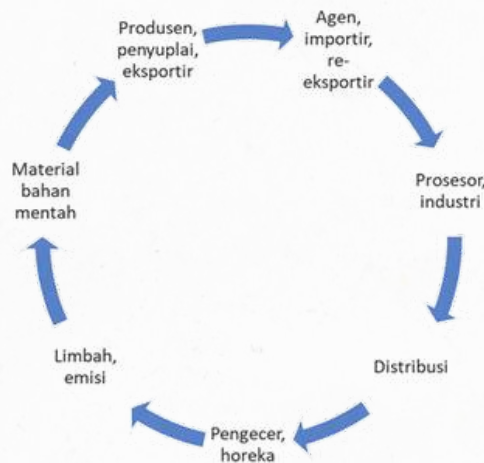 Produsen,
penyuplai,
eksportir
Agen,
importir,
re-
eksportir
Prosesor,
industri
Distribusi
Pengecer,
horeka
Limbah,
emisi
Material
bahan
mentah